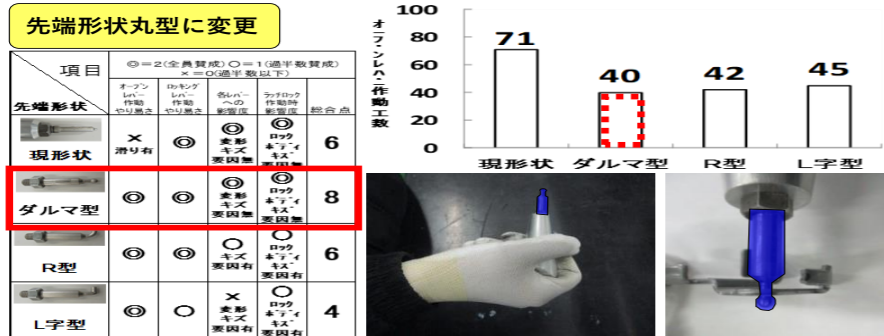 先端形状丸型に変更
項目
先端形状
◎=2(全員賛成)○=1(過半数賛成)
×=0(過半数以下)
オープン
レバー
作動
やり易さ
ロッキング
レバー
作動
やり易さ
各レバー
への
影響度
ラッチロック
作動時
影響度
総合点
現形状
×
滑り有
◎
◎
変形
キズ
要因無
◎
ロック
ボディ
キズ
要因無
6
ダルマ型
◎
◎
◎
変形
キズ
要因無
◎
ロック
ボディ
キズ
要因無
8
R型
◎
◎
○
キズ
要因有
○
ロック
ボディ
キズ
要因有
6
L字型
◎
○
×
変形
キズ
要因有
○
ロック
ボディ
キズ
要因有
4
オープンレバー作動工数
100
80
60
40
20
0
71
40
42
45
現形状
ダルマ型
R型
L字型